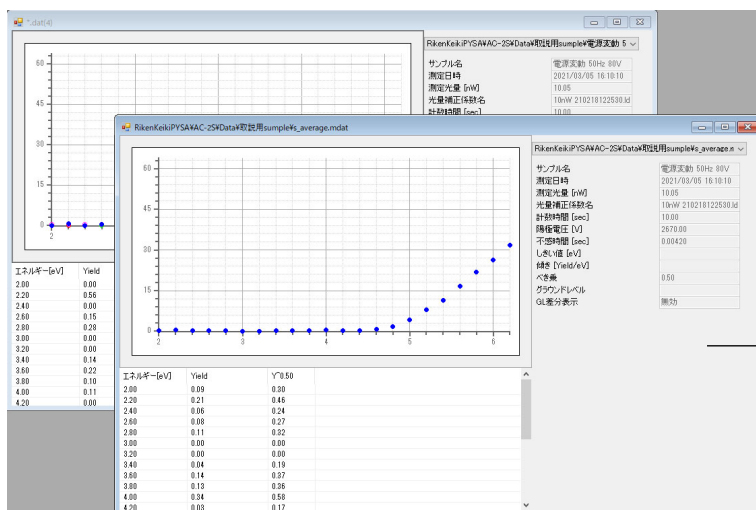 *.dat(4)
RikenKeikiPYSA¥AC-2S¥Data¥取説用sumple¥電源変動 5
サンプル名 電源変動 50Hz 80V
測定日時 2021/03/05 16:10:10
測定光量 [nW] 10.05
光量補正係数名 10nW 210218122530.ld
計数時間 [sec] 10.00
60
45
30
15
0
2
エネルギー[eV] Yield
2.00 0.00
2.20 0.56
2.40 0.00
2.60 0.15
2.80 0.28
3.00 0.00
3.20 0.00
3.40 0.14
3.60 0.22
3.80 0.10
4.00 0.11
4.20 0.00
RikenKeikiPYSA¥AC-2S¥Data¥取説用sumple¥s_average.mdat
RikenKeikiPYSA¥AC-2S¥Data¥取説用sumple¥s_average.n
サンプル名 電源変動 50Hz 80V
測定日時 2021/03/05 16:10:10
測定光量 [nW] 10.05
光量補正係数名 10nW 210218122530.ld
計数時間 [sec] 10.00
陽極電圧 [V] 2670.00
不感時間 [sec] 0.00420
しきい値 [eV]
傾き [Yield/eV]
べき乗 0.50
グラウンドレベル
GL差分表示 無効
60
45
30
15
0
2 3 4 5 6
エネルギー[eV] Yield Y^0.50
2.00 0.09 0.30
2.20 0.21 0.46
2.40 0.06 0.24
2.60 0.08 0.27
2.80 0.11 0.32
3.00 0.00 0.00
3.20 0.00 0.00
3.40 0.04 0.19
3.60 0.14 0.37
3.80 0.13 0.36
4.00 0.34 0.58
4.20 0.03 0.17